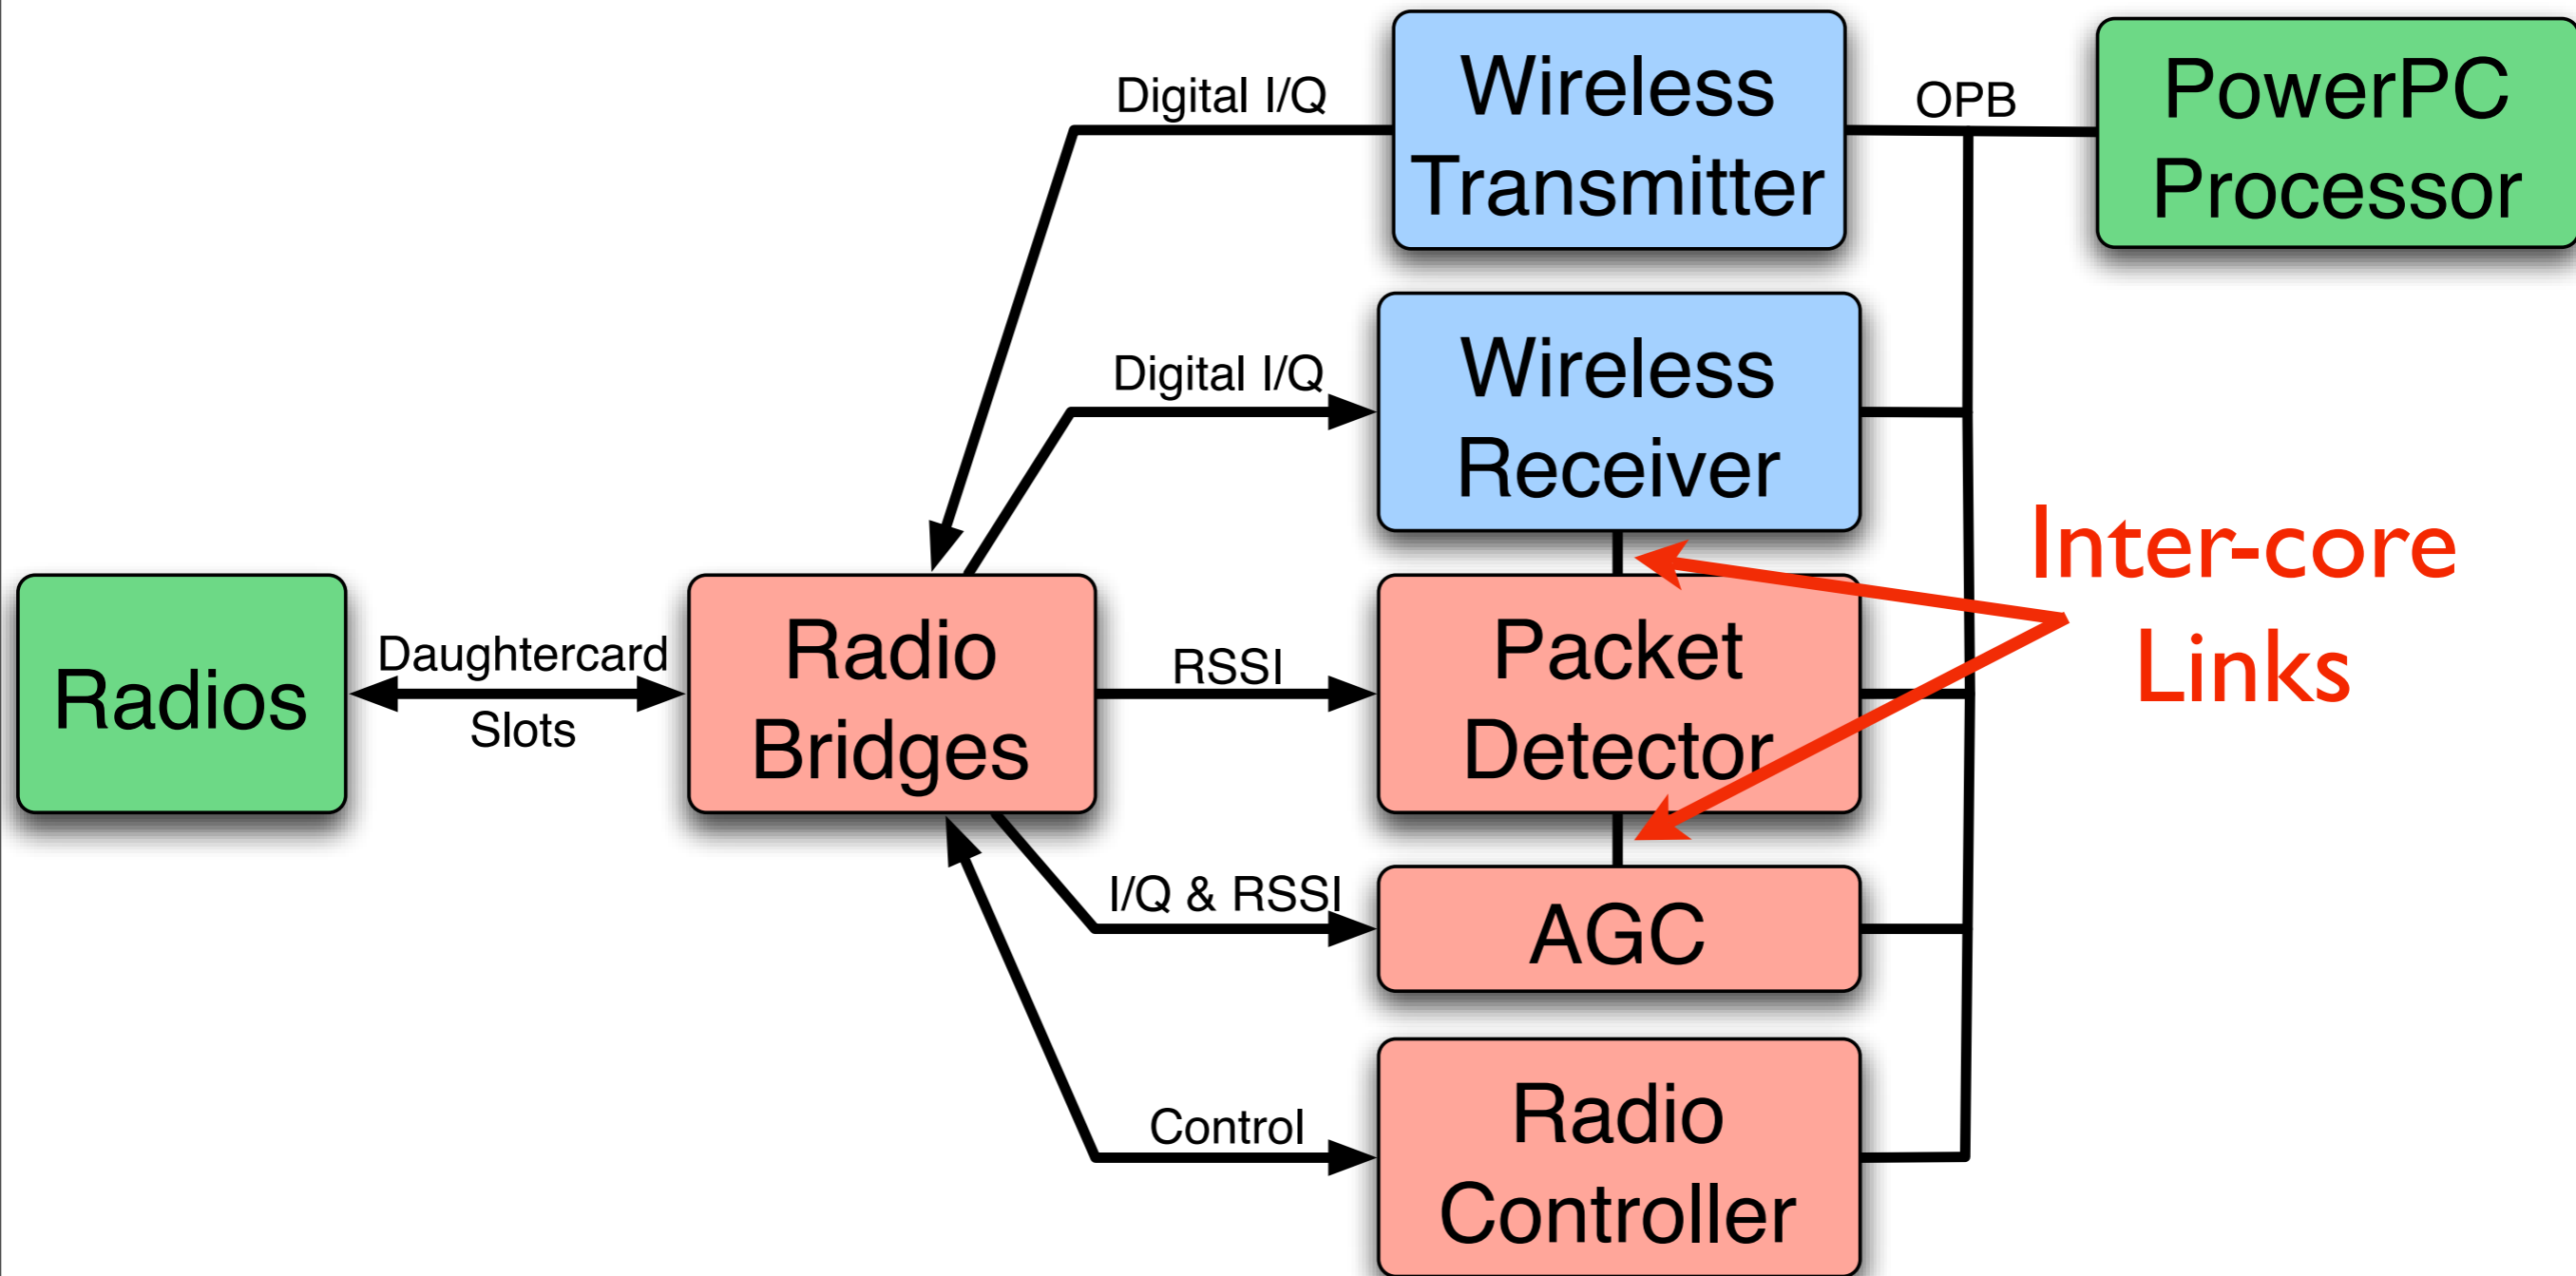 Digital I/Q
Wireless
Transmitter
OPB
PowerPC
Processor
Digital I/Q
Wireless
Receiver
Inter-core
Links
Radios
Daughtercard
Slots
Radio
Bridges
RSSI
Packet
Detector
I/Q & RSSI
AGC
Control
Radio
Controller